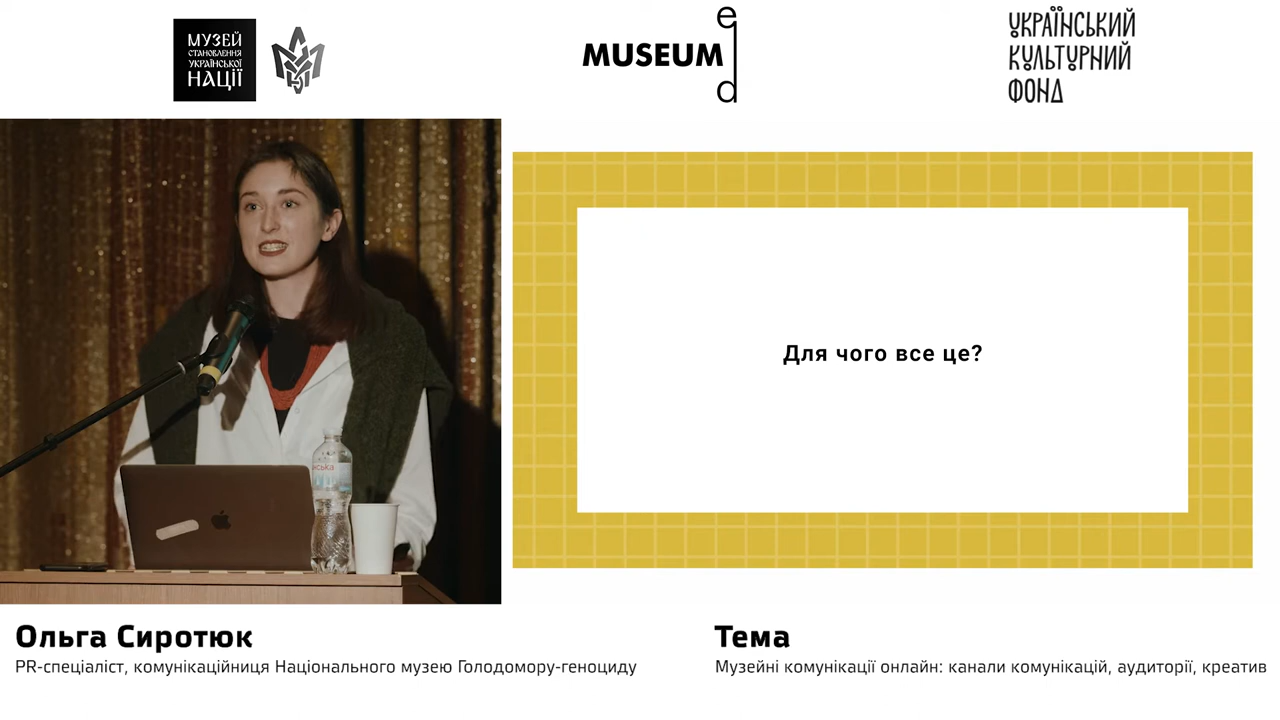 МУЗЕЙ
СТАНОВЛЕННЯ
УКРАЇНСЬКОЇ
НАЦІЇ
MUSEUM
ed
УКРАЇНСЬКИЙ
КУЛЬТУРНИЙ
ФОНД
Для чого все це?
Ольга Сиротюк
PR-спеціаліст, комунікаційниця Національного музею Голодомору-геноциду
Тема
Музейні комунікації онлайн: канали комунікацій, аудиторії, креатив